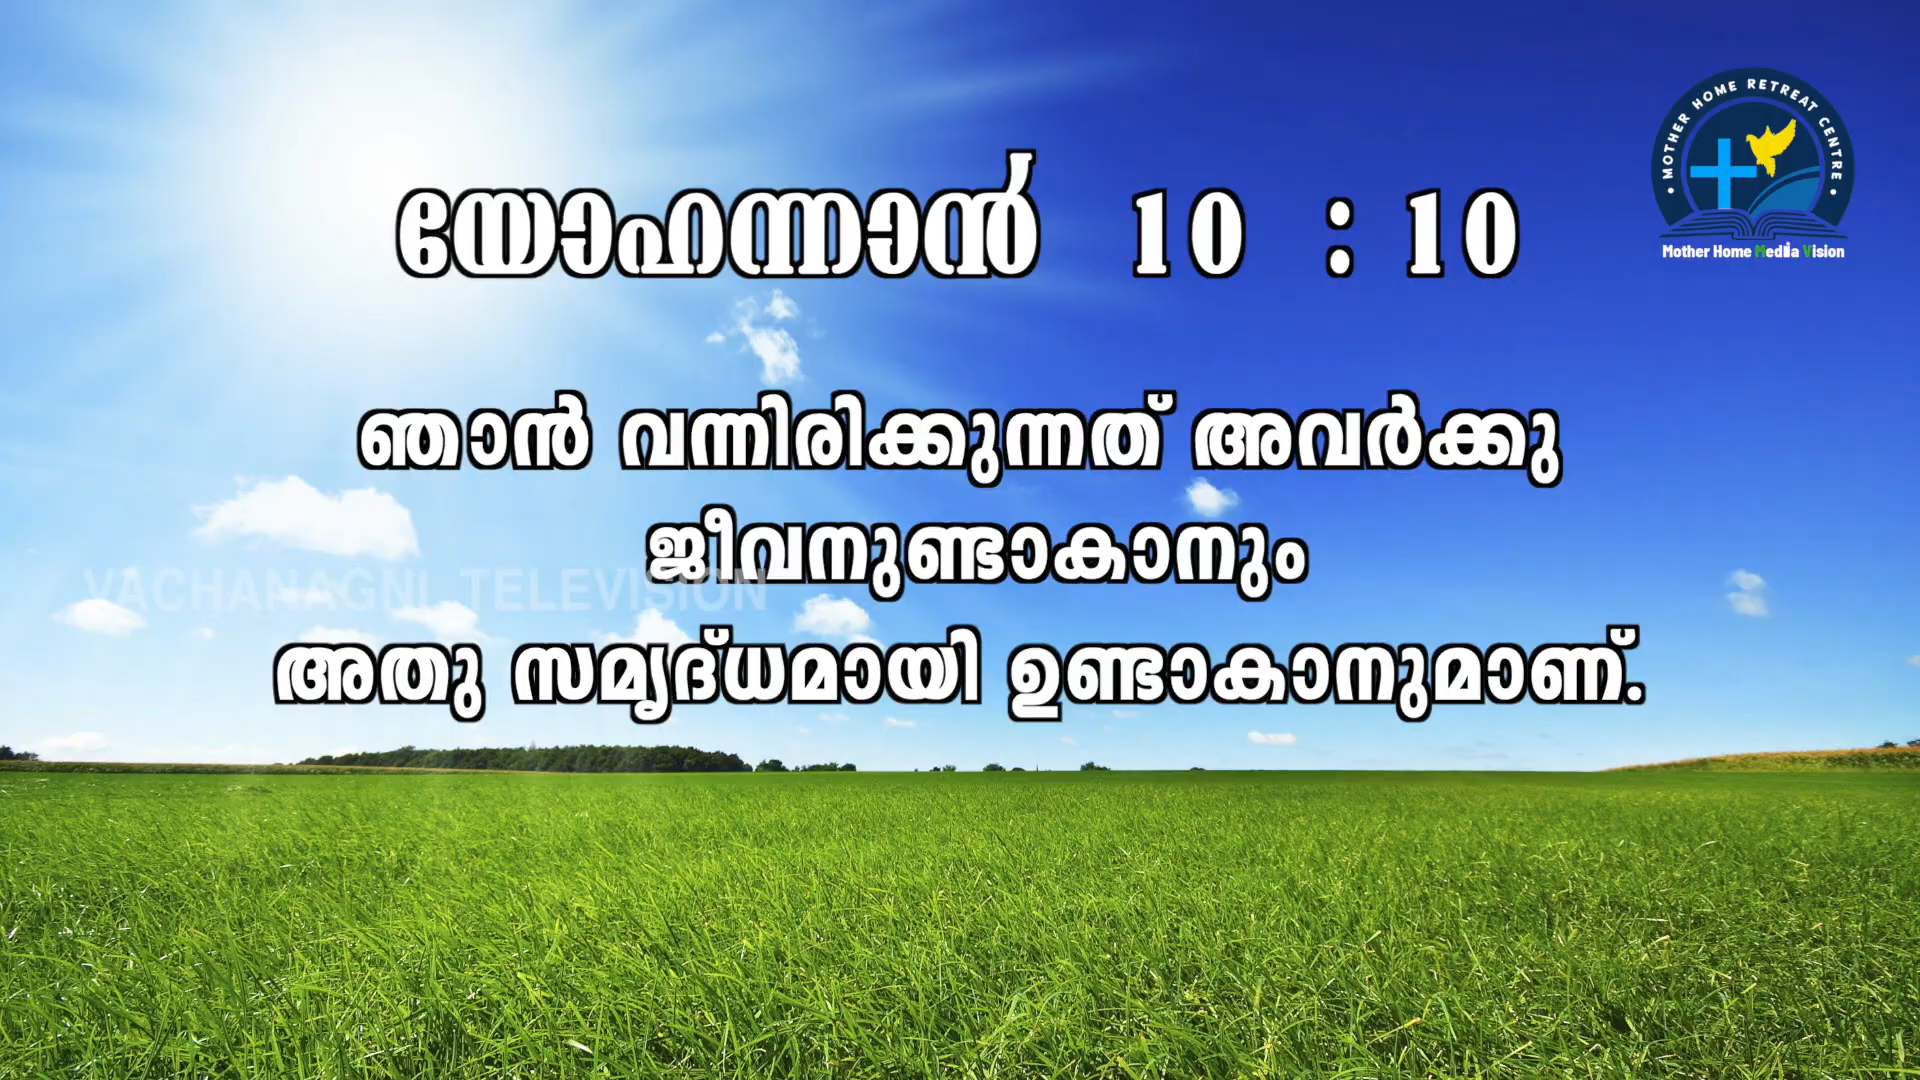 യോഹന്നാൻ 10 : 10
• MOTHER HOME RETREAT CENTRE •
Mother Home Media Vision
ഞാൻ വന്നിരിക്കുന്നത് അവർക്കു
ജീവനുണ്ടാകാനും
VACHANAGNI TELEVISION
അതു സമൃദ്ധമായി ഉണ്ടാകാനുമാണ്.